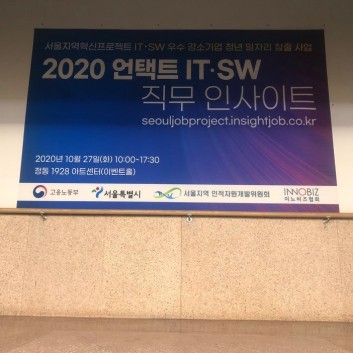 서울지역혁신프로젝트 IT·SW 우수 강소기업 청년 일자리 창출 사업
2020 언택트 IT·SW
직무 인사이트
seouljobproject.insightjob.co.kr
2020년 10월 27일(화) 10:00~17:30
정동 1928 아트센터(이벤트홀)
고용노동부 서울특별시 서울지역 인적자원개발위원회 INNOBIZ 이노비즈협회